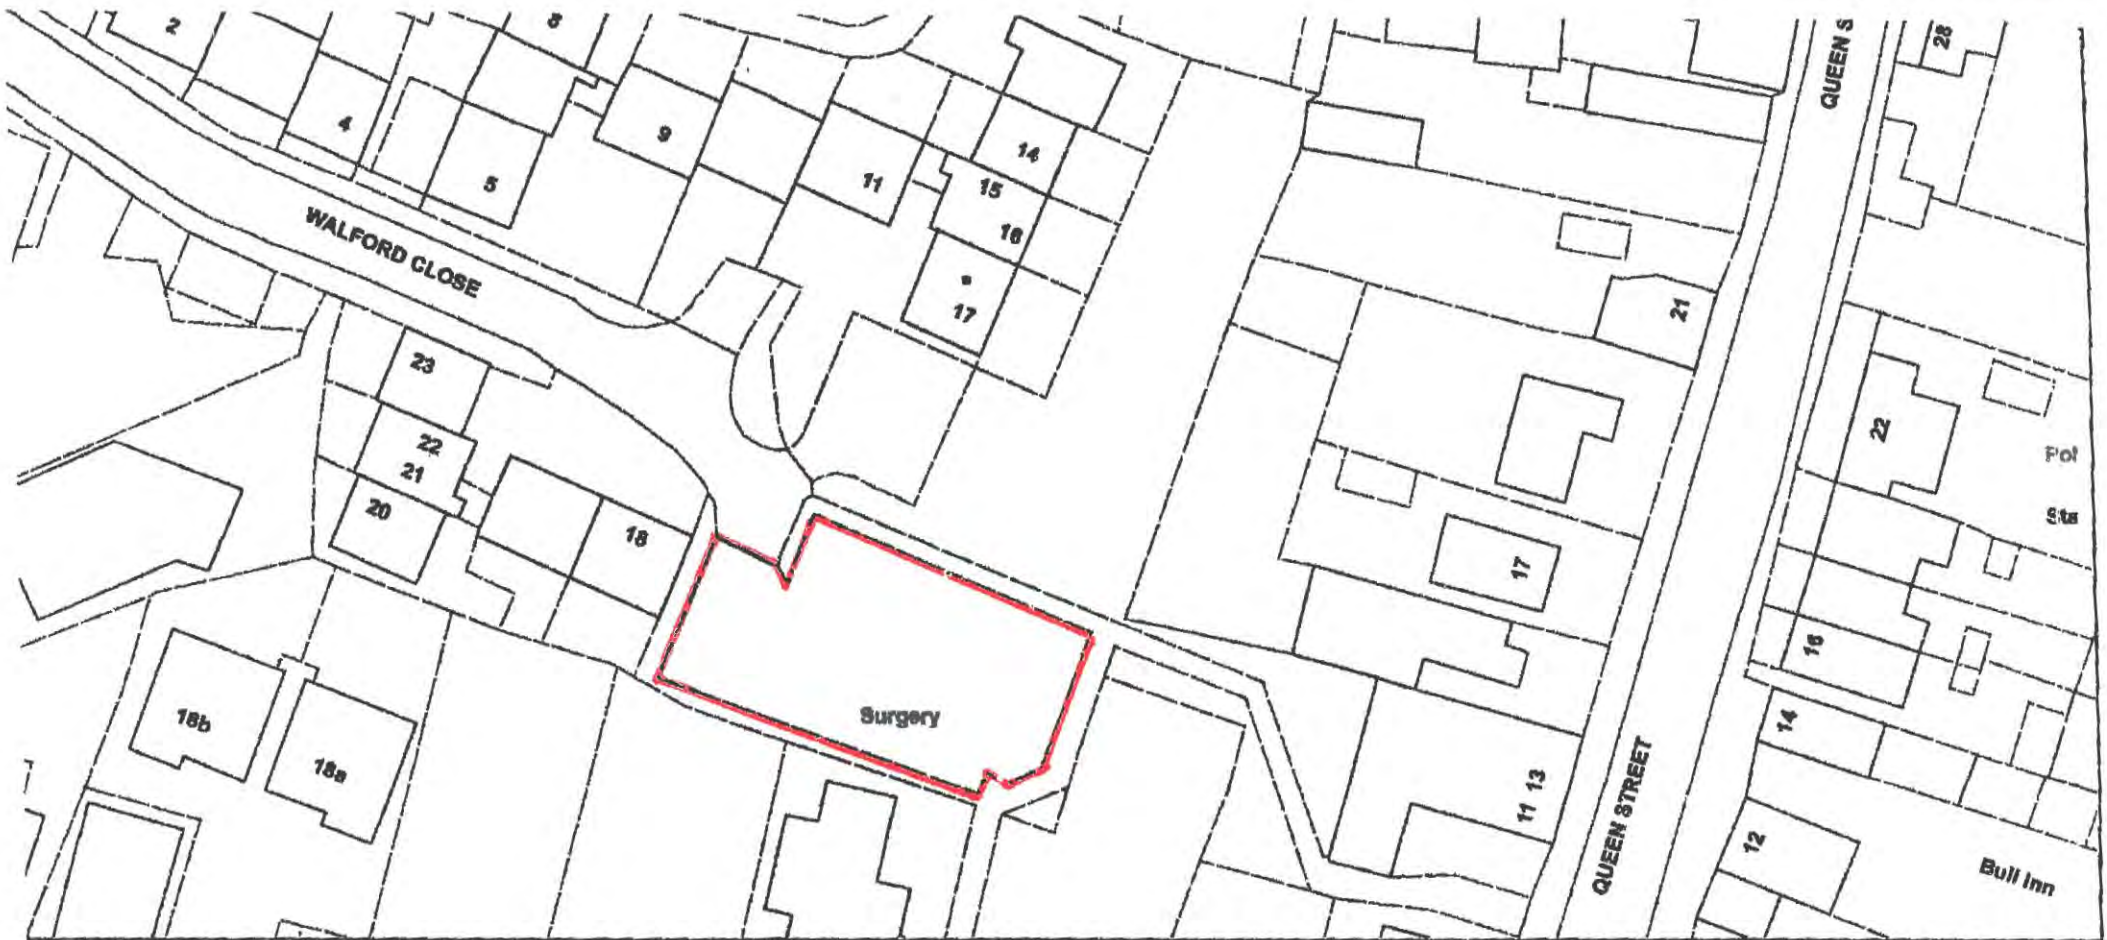 2
8
4
5
9
11
14
15
16
17
WALFORD CLOSE
23
22
21
20
18
18b
18a
Surgery
QUEEN S
28
21
22
Pol
Sta
17
16
14
11 13
QUEEN STREET
12
Bull Inn